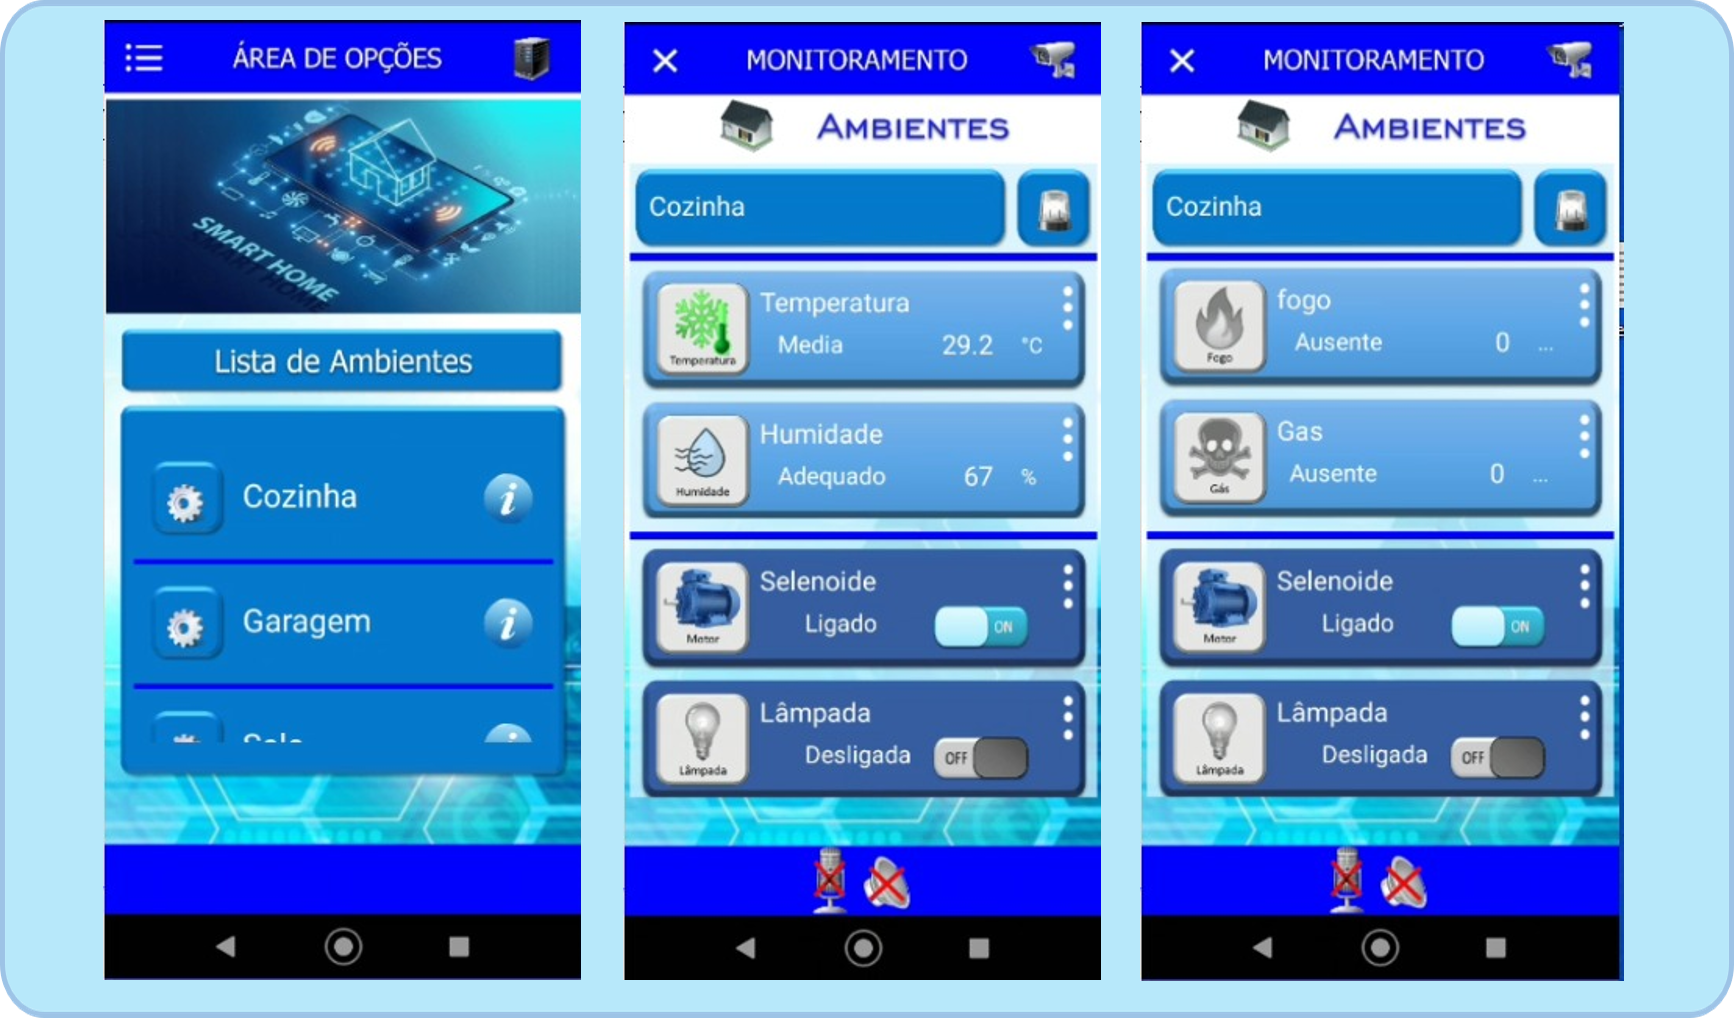 ÁREA DE OPÇÕES
SMART HOME
Lista de Ambientes
Cozinha
Garagem
MONITORAMENTO
AMBIENTES
Cozinha
Temperatura
Temperatura
Media 29.2 °C
Humidade
Humidade
Adequado 67 %
Motor
Selenoide
Ligado ON
Lâmpada
Lâmpada
Desligada OFF
MONITORAMENTO
AMBIENTES
Cozinha
Fogo
fogo
Ausente 0 ...
Gás
Gas
Ausente 0 ...
Motor
Selenoide
Ligado ON
Lâmpada
Lâmpada
Desligada OFF